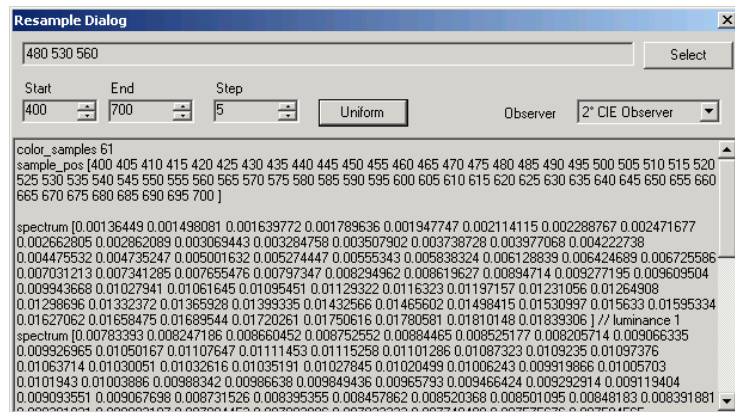 Resample Dialog
480 530 560
Select
Start
End
Step
400
700
5
Uniform
Observer
2° CIE Observer
color_samples 61
sample_pos [400 405 410 415 420 425 430 435 440 445 450 455 460 465 470 475 480 485 490 495 500 505 510 515 520
525 530 535 540 545 550 555 560 565 570 575 580 585 590 595 600 605 610 615 620 625 630 635 640 645 650 655 660
665 670 675 680 685 690 695 700 ]
spectrum [0.00136449 0.001498081 0.001639772 0.001789636 0.001947747 0.002114115 0.002288767 0.002471677
0.002662805 0.002862089 0.003069443 0.003284758 0.003507902 0.003738728 0.003977068 0.004222738
0.004475532 0.004735247 0.005001632 0.005274447 0.00555343 0.005838324 0.006128839 0.006424689 0.006725586
0.007031213 0.007341285 0.007655476 0.00797347 0.008294962 0.008619627 0.00894714 0.009277195 0.009609504
0.009943668 0.01027941 0.01061645 0.01095451 0.01129322 0.0116323 0.01197157 0.01231056 0.01264908
0.01298696 0.01332372 0.01365928 0.01399335 0.01432566 0.01465602 0.01498415 0.01530997 0.015633 0.01595334
0.01627062 0.01658475 0.01689544 0.01720261 0.01750616 0.01780581 0.01810148 0.01839306 ] // luminance 1
spectrum [0.00783393 0.008247186 0.008660452 0.008752552 0.00884465 0.008525177 0.008205714 0.009066335
0.009926965 0.01050167 0.01107647 0.01111453 0.01115258 0.01101286 0.01087323 0.0109235 0.01097376
0.01063714 0.01030051 0.01032616 0.01035191 0.01027845 0.01020499 0.01006243 0.009919866 0.01005703
0.0101943 0.01003886 0.00988342 0.00986638 0.009849436 0.00965793 0.009466424 0.009292914 0.009119404
0.009093551 0.009067698 0.008731526 0.008395355 0.008457862 0.008520368 0.008501095 0.00848183 0.008391881